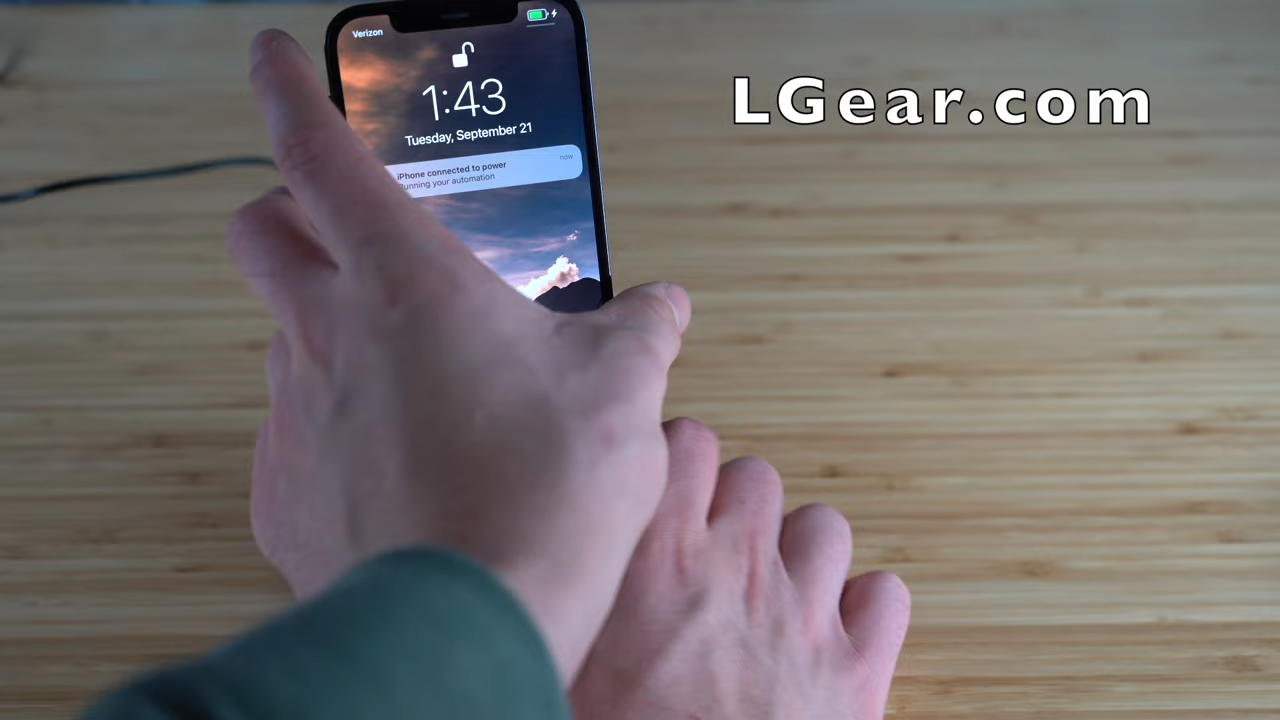 LGear.com
Verizon
1:43
Tuesday, September 21
iPhone connected to power
now
Running your automation